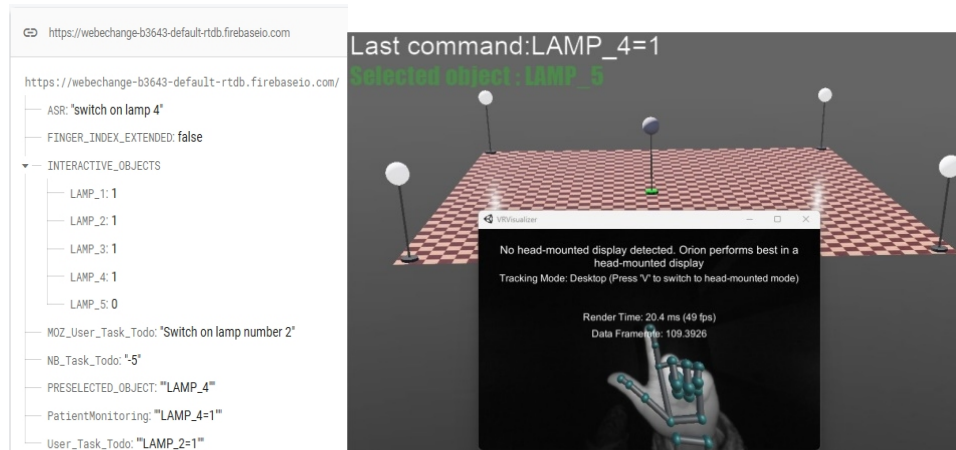 https://webechange-b3643-default-rtdb.firebaseio.com
https://webechange-b3643-default-rtdb.firebaseio.com/
ASR: "switch on lamp 4"
FINGER_INDEX_EXTENDED: false
INTERACTIVE_OBJECTS
LAMP_1: 1
LAMP_2: 1
LAMP_3: 1
LAMP_4: 1
LAMP_5: 0
MOZ_User_Task_Todo: "Switch on lamp number 2"
NB_Task_Todo: "-5"
PRESELECTED_OBJECT: ""LAMP_4""
PatientMonitoring: ""LAMP_4=1""
User_Task_Todo: ""LAMP_2=1""
Last command:LAMP_4=1
Selected object : LAMP_5
VRVisualizer
No head-mounted display detected. Orion performs best in a
head-mounted display
Tracking Mode: Desktop (Press 'V' to switch to head-mounted mode)
Render Time: 20.4 ms (49 fps)
Data Framerate: 109.3926